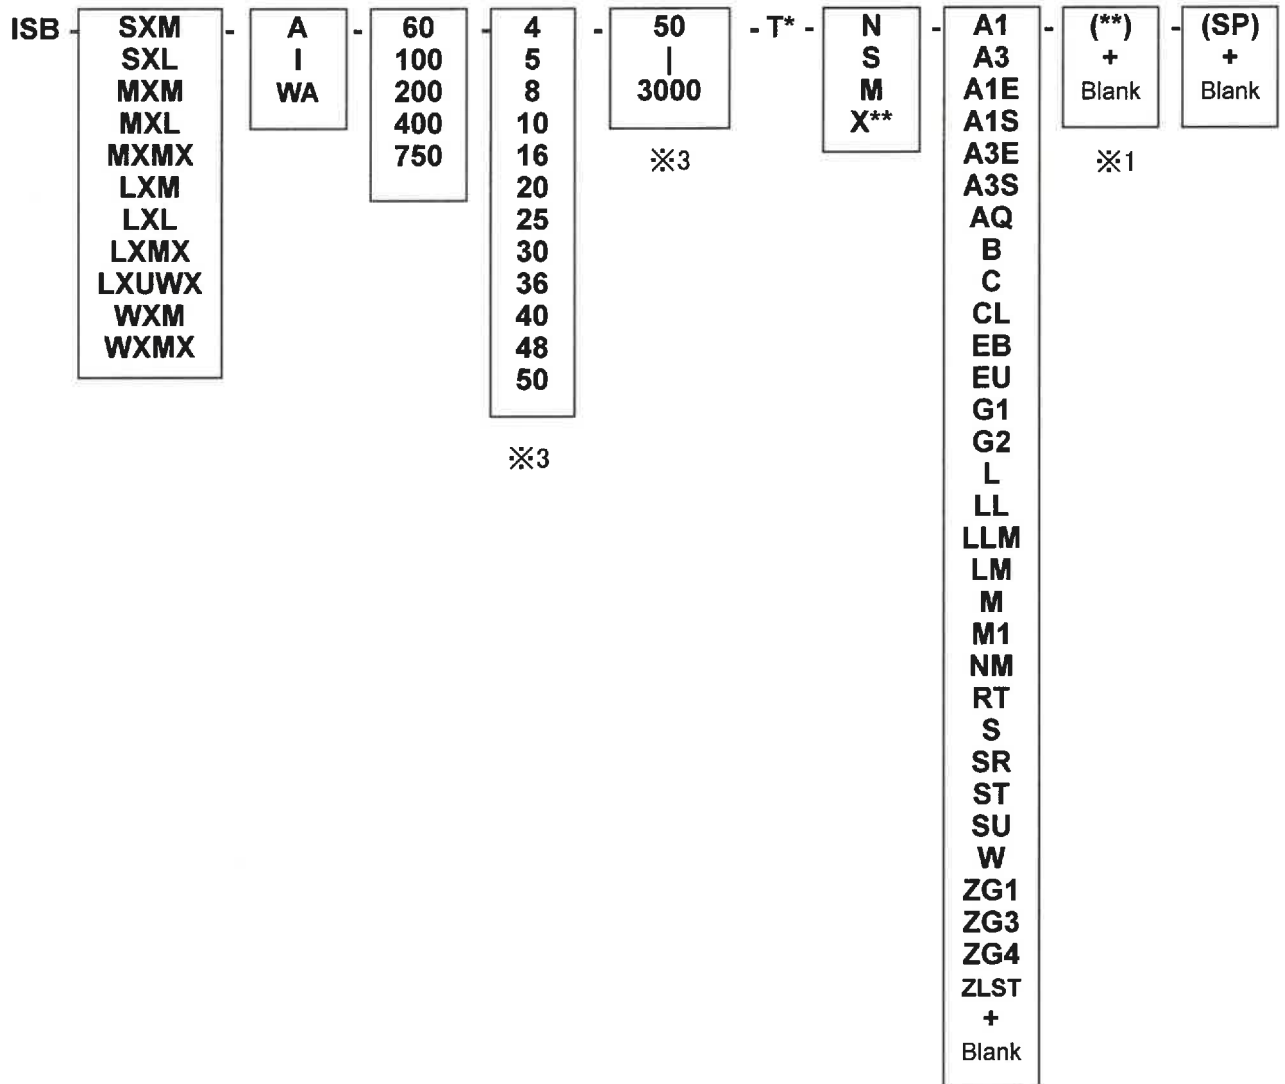 ISB - SXM - A - 60 - 4 - 50 - T* - N - A1 - (**) - (SP)
SXL I 100 5 | S A3 + +
MXM WA 200 8 3000 M A1E Blank Blank
MXL 400 10 X** A1S
MXMX 750 16 ※3 A3E ※1
LXM 20 A3S
LXL 25 AQ
LXMX 30 B
LXUWX 36 C
WXM 40 CL
WXMX 48 EB
50 EU
G1
G2
※3
L
LL
LLM
LM
M
M1
NM
RT
S
SR
ST
SU
W
ZG1
ZG3
ZG4
ZLST
+
Blank